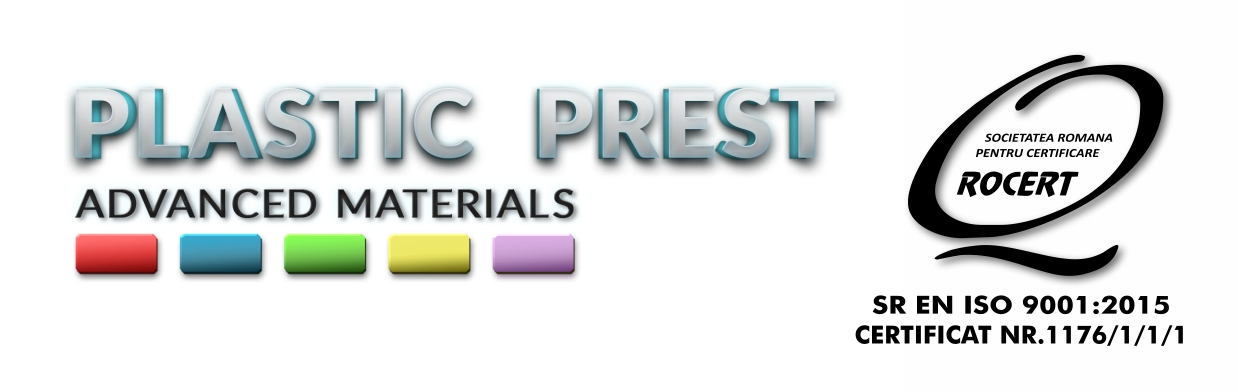 PLASTIC PREST
ADVANCED MATERIALS
SOCIETATEA ROMANA
PENTRU CERTIFICARE
ROCERT
SR EN ISO 9001:2015
CERTIFICAT NR.1176/1/1/1